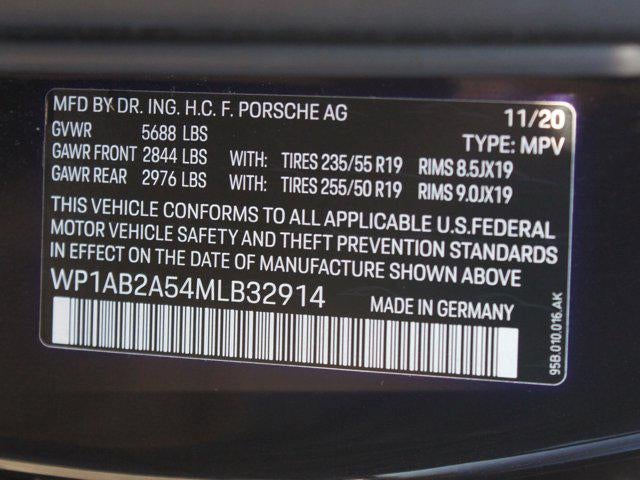 MFD BY DR. ING. H.C. F. PORSCHE AG 11/20
GVWR 5688 LBS TYPE: MPV
GAWR FRONT 2844 LBS WITH: TIRES 235/55 R19 RIMS 8.5JX19
GAWR REAR 2976 LBS WITH: TIRES 255/50 R19 RIMS 9.0JX19
THIS VEHICLE CONFORMS TO ALL APPLICABLE U.S.FEDERAL
MOTOR VEHICLE SAFETY AND THEFT PREVENTION STANDARDS
IN EFFECT ON THE DATE OF MANUFACTURE SHOWN ABOVE
WP1AB2A54MLB32914 MADE IN GERMANY
95B.010.016.AK